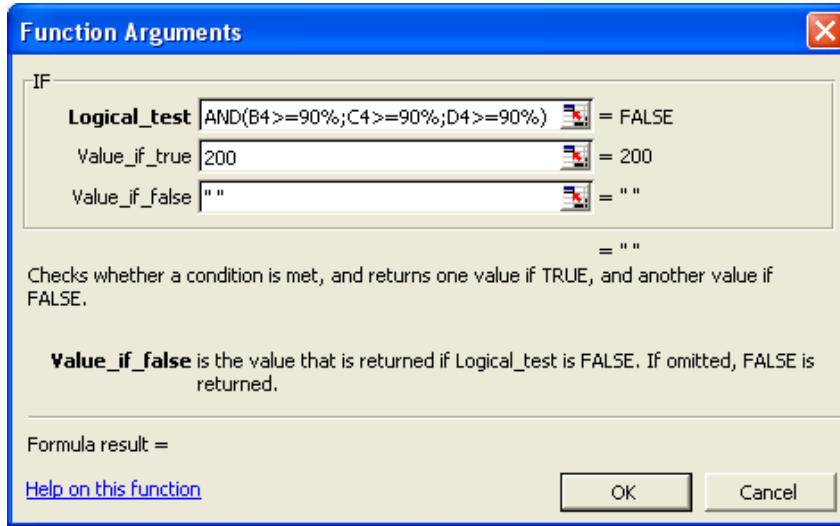 Function Arguments
IF
Logical_test AND(B4>=90%;C4>=90%;D4>=90%) = FALSE
Value_if_true 200 = 200
Value_if_false " " = " "
= " "
Checks whether a condition is met, and returns one value if TRUE, and another value if
FALSE.
Value_if_false is the value that is returned if Logical_test is FALSE. If omitted, FALSE is
returned.
Formula result =
Help on this function
OK Cancel